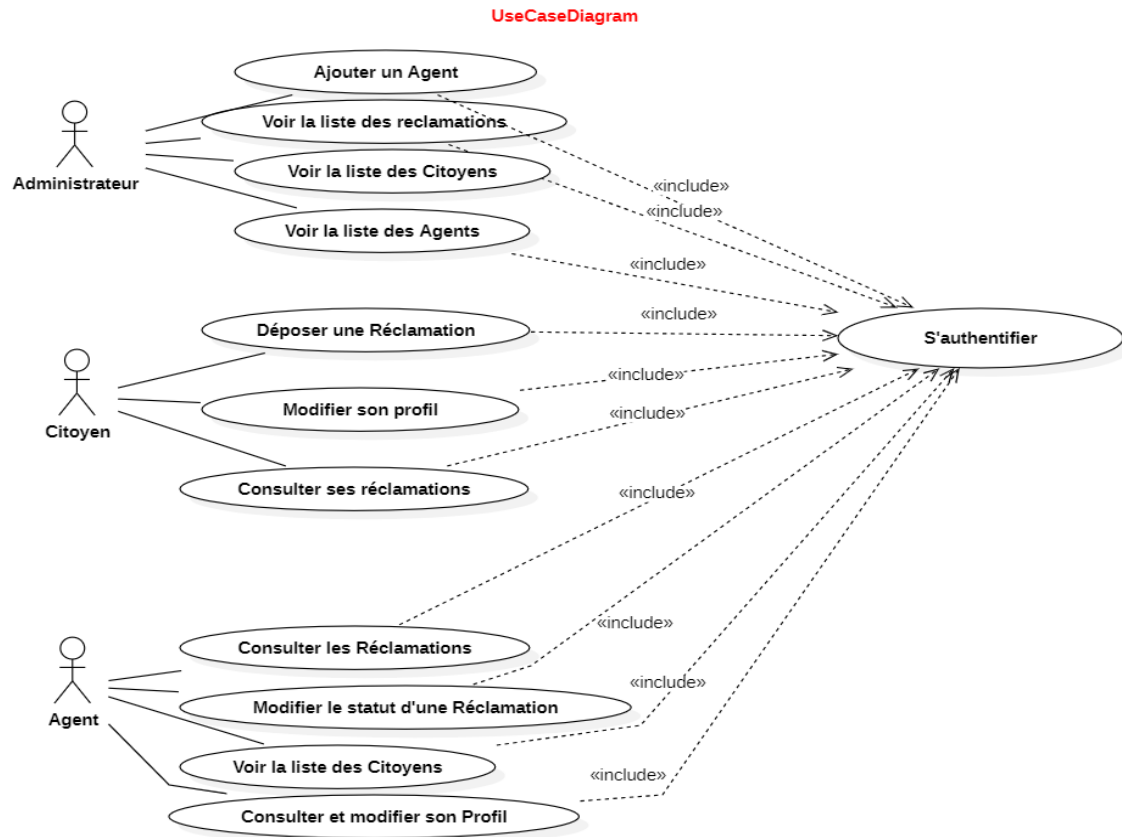 UseCaseDiagram
Ajouter un Agent
Voir la liste des reclamations
Voir la liste des Citoyens
Administrateur
Voir la liste des Agents
«include»
«include»
«include»
Déposer une Réclamation
«include»
S'authentifier
Modifier son profil
«include»
Citoyen
«include»
Consulter ses réclamations
«include»
Consulter les Réclamations
«include»
Modifier le statut d'une Réclamation
«include»
Agent
Voir la liste des Citoyens
«include»
Consulter et modifier son Profil